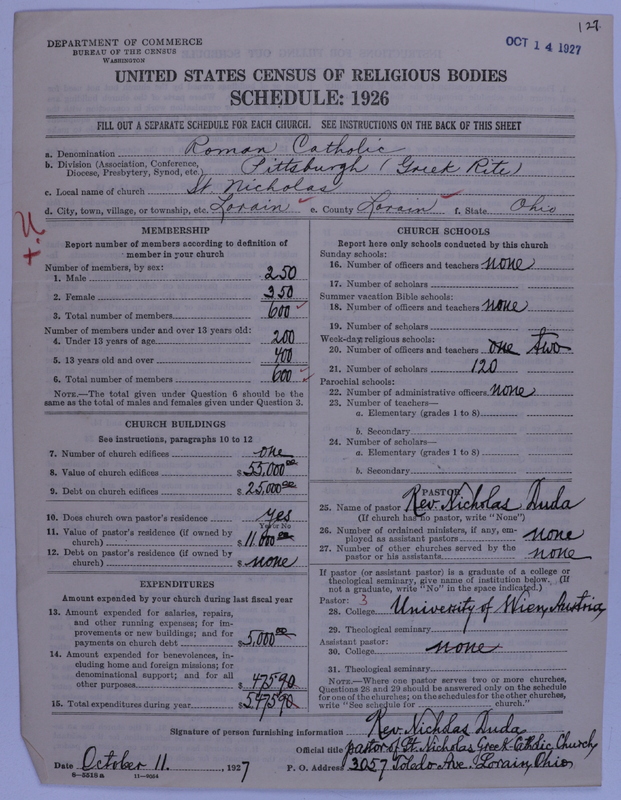 127.
DEPARTMENT OF COMMERCE
BUREAU OF THE CENSUS
WASHINGTON
OCT 14 1927
UNITED STATES CENSUS OF RELIGIOUS BODIES
SCHEDULE: 1926
FILL OUT A SEPARATE SCHEDULE FOR EACH CHURCH. SEE INSTRUCTIONS ON THE BACK OF THIS SHEET
a. Denomination Roman Catholic
b. Division (Association, Conference, Diocese, Presbytery, Synod, etc.) Pittsburgh (Greek Rite)
c. Local name of church St. Nicholas
d. City, town, village, or township, etc. Lorain e. County Lorain f. State Ohio
MEMBERSHIP
Report number of members according to definition of
member in your church
Number of members, by sex:
1. Male 250
2. Female 350
3. Total number of members 600
Number of members under and over 13 years old:
4. Under 13 years of age 200
5. 13 years old and over 400
6. Total number of members 600
NOTE.—The total given under Question 6 should be
same as the total of males and females given under Question 3.
CHURCH BUILDINGS
See instructions, paragraphs 10 to 12
7. Number of church edifices one
8. Value of church edifices $ 55,000 00
9. Debt on church edifices $ 25,000 00
10. Does church own pastor's residence? yes
Yes or No
11. Value of pastor's residence (if owned by
church) $ 11,000 00
12. Debt on pastor's residence (if owned by
church) $ none
EXPENDITURES
Amount expended by your church during last fiscal year
13. Amount expended for salaries, repairs,
and other running expenses; for im-
provements or new buildings; and for
payments on church debt $ 5,000 00
14. Amount expended for benevolences, in-
cluding home and foreign missions; for
denominational support; and for all
other purposes $ 475 90
15. Total expenditures during year $ 5,475 90
CHURCH SCHOOLS
Report here only schools conducted by this church
Sunday schools:
16. Number of officers and teachers none
17. Number of scholars
Summer vacation Bible schools:
18. Number of officers and teachers none
19. Number of scholars
Week-day religious schools:
20. Number of officers and teachers one two
21. Number of scholars 120
Parochial schools:
22. Number of administrative officers none
23. Number of teachers—
a. Elementary (grades 1 to 8)
b. Secondary
24. Number of scholars—
a. Elementary (grades 1 to 8)
b. Secondary
PASTOR
25. Name of pastor Rev. Nicholas Duda
(If church has no pastor, write "None")
26. Number of ordained ministers, if any, em-
ployed as assistant pastors none
27. Number of other churches served by the
pastor or his assistants none
If pastor (or assistant pastor) is a graduate of a college or
theological seminary, give name of institution below. (If
not a graduate, write "No" in the space indicated.)
Pastor: 3
28. College University of Wien, Austria
29. Theological seminary
Assistant pastor:
30. College none
31. Theological seminary
NOTE.—Where one pastor serves two or more churches,
Questions 28 and 29 should be answered only on the schedule
for one of the churches; on the schedules for the other churches,
write "See schedule for church."
Signature of person furnishing information Rev. Nicholas Duda
Official title pastor of St. Nicholas Greek-Catholic Church,
Date October 11., 1927 P. O. Address 3057 Toledo Ave. Lorain, Ohio
8—5518a 11—9264